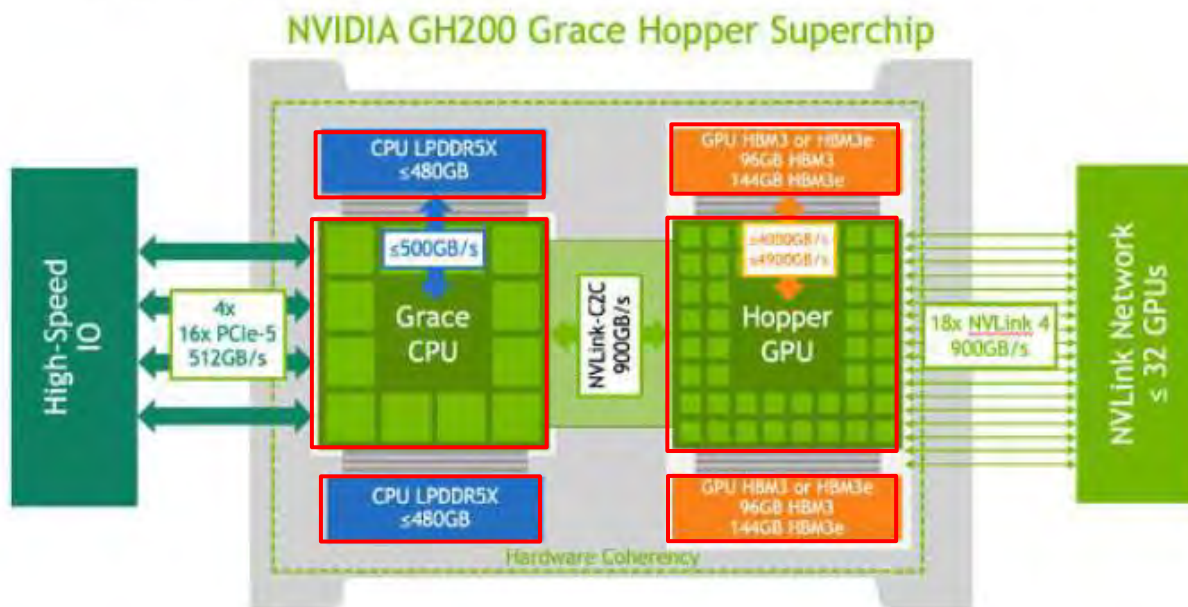 NVIDIA GH200 Grace Hopper Superchip
CPU LPDDR5X
≤480GB
GPU HBM3 or HBM3e
96GB HBM3
144GB HBM3e
High-Speed
IO
4x
16x PCIe-5
512GB/s
≤500GB/s
Grace
CPU
NVLink-C2C
900GB/s
≤4000GB/s
≤4900GB/s
Hopper
GPU
18x NVLink 4
900GB/s
NVLink Network
≤ 32 GPUs
CPU LPDDR5X
≤480GB
GPU HBM3 or HBM3e
96GB HBM3
144GB HBM3e
Hardware Coherency